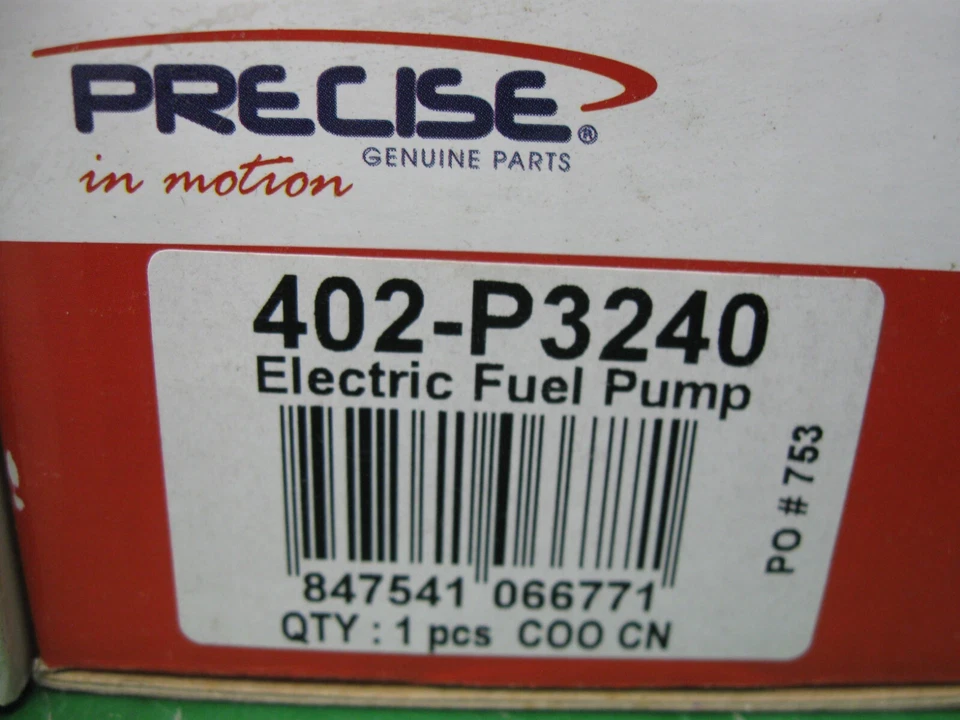 PRECISE®
GENUINE PARTS
in motion
402-P3240
Electric Fuel Pump
PO # 753
847541 066771
QTY : 1 pcs COO CN